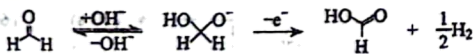 O HO O⁻ HO O
+OH⁻ −e⁻
H H −OH⁻ H H H + 1/2 H₂